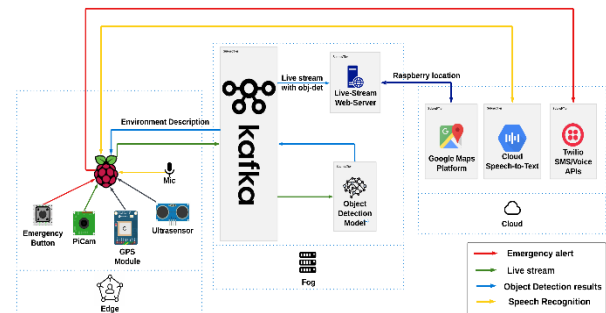 Live stream
with obj-det
Live-Stream
Web-Server
Raspberry location
Environment Description
kafka
Mic
Google Maps
Platform
Cloud
Speech-to-Text
Twilio
SMS/Voice
APIs
Object
Detection
Model
Emergency
Button
PiCam
GPS
Module
Ultrasensor
Cloud
Fog
Edge
Emergency alert
Live stream
Object Detection results
Speech Recognition